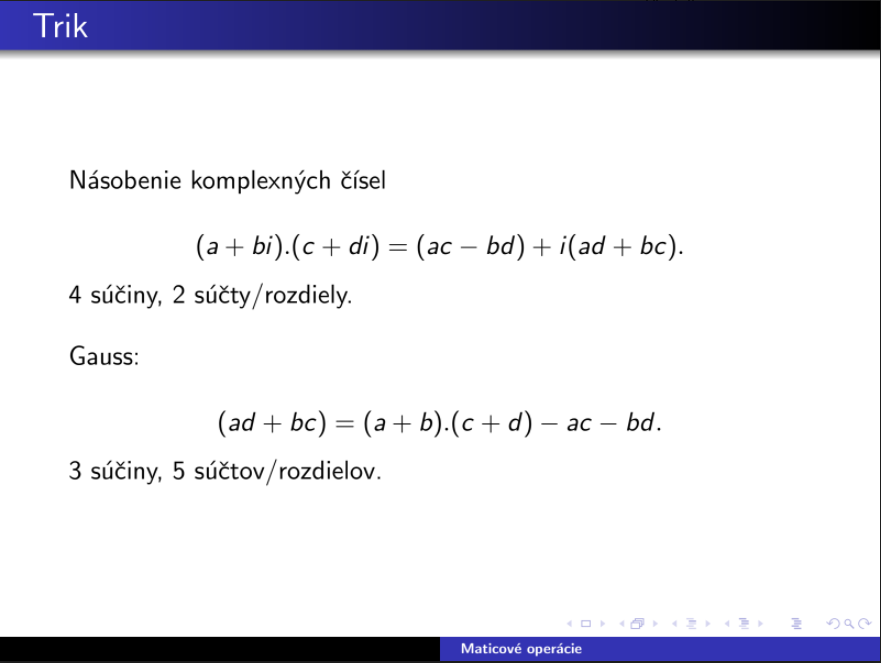 Trik
Násobenie komplexných čísel
(a + bi).(c + di) = (ac − bd) + i(ad + bc).
4 súčiny, 2 súčty/rozdiely.
Gauss:
(ad + bc) = (a + b).(c + d) − ac − bd.
3 súčiny, 5 súčtov/rozdielov.
Maticové operácie